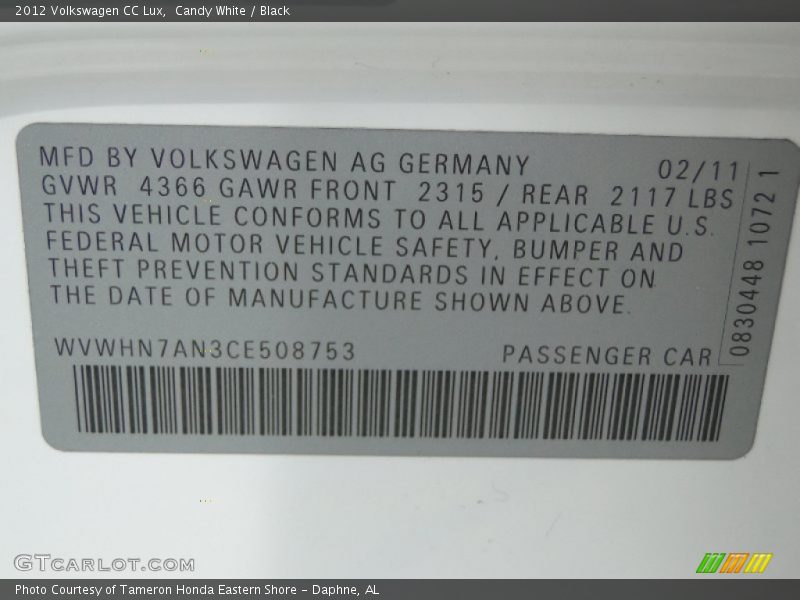 2012 Volkswagen CC Lux, Candy White / Black
MFD BY VOLKSWAGEN AG GERMANY 02/11
GVWR 4366 GAWR FRONT 2315 / REAR 2117 LBS
THIS VEHICLE CONFORMS TO ALL APPLICABLE U.S.
FEDERAL MOTOR VEHICLE SAFETY, BUMPER AND
THEFT PREVENTION STANDARDS IN EFFECT ON
THE DATE OF MANUFACTURE SHOWN ABOVE.
WVWHN7AN3CE508753 PASSENGER CAR
0830448 1072 1
GTCARLOT.COM
Photo Courtesy of Tameron Honda Eastern Shore - Daphne, AL